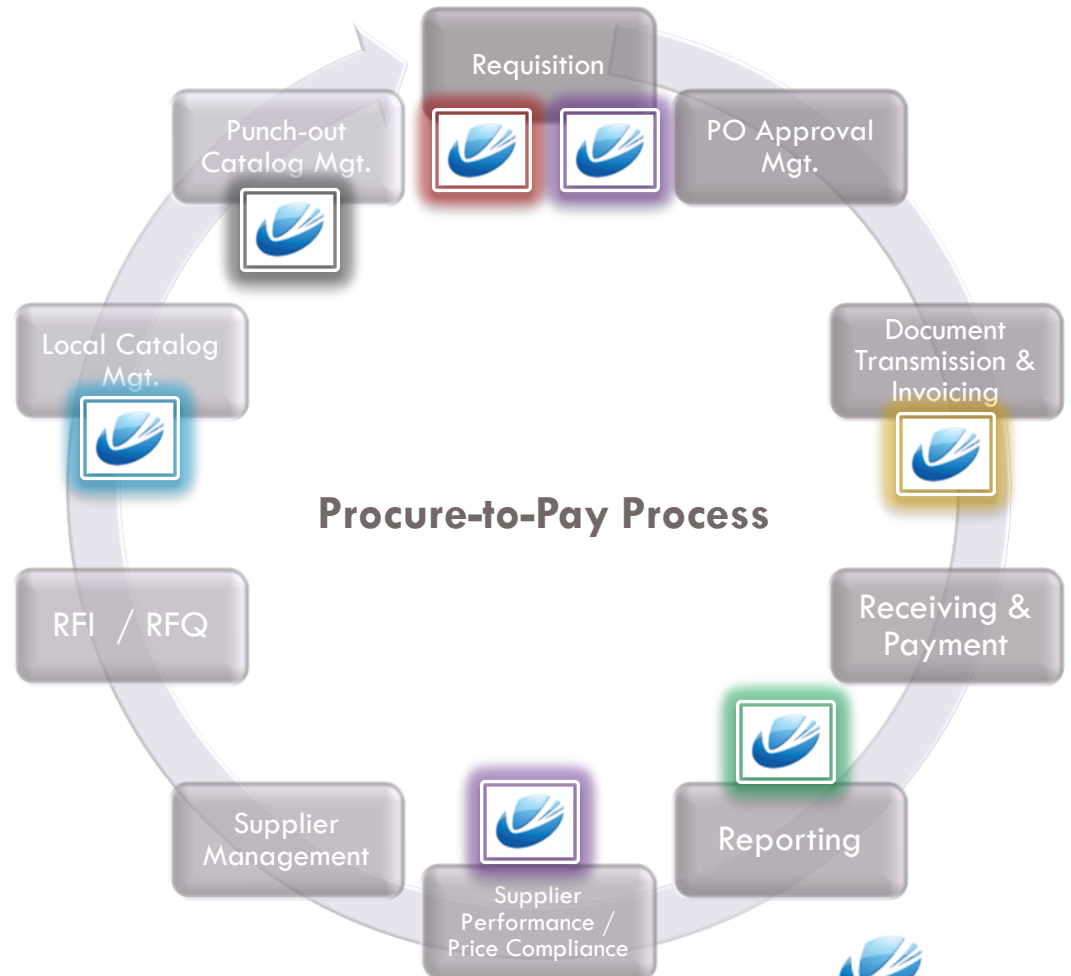 Requisition
PO Approval
Mgt.
Document
Transmission &
Invoicing
Receiving &
Payment
Reporting
Supplier
Performance /
Price Compliance
Supplier
Management
RFI / RFQ
Local Catalog
Mgt.
Punch-out
Catalog Mgt.
Procure-to-Pay Process